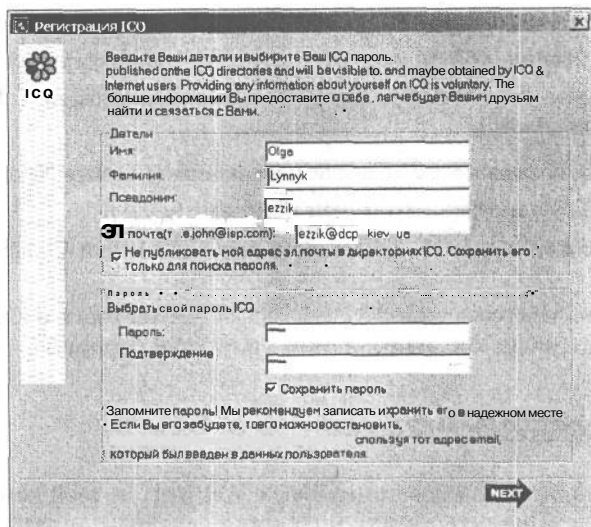 Регистрация ICQ
ICQ
Введите Ваши детали и выбирите Ваш ICQ пароль.
published on the ICQ directories and will be visible to, and maybe obtained by ICQ &
Internet users. Providing any information about yourself on ICQ is voluntary. The
больше информации Вы предоставите о себе, легче будет Вашим друзьям
найти и связаться с Вами.
Детали
Имя: Olga
Фамилия: Lynnyk
Псевдоним: ezzik
ЭЛ почта(т .e.john@isp.com): ezzik@dcp kiev ua
Не публиковать мой адрес эл.почты в директориях ICQ. Сохранить его
только для поиска пароля.
Пароль
Выбрать свой пароль ICQ
Пароль:
Подтверждение
Сохранить пароль
Запомните пароль! Мы рекомендуем записать и хранить его в надежном месте
Если Вы его забудете, то его можно восстановить,
спользуя тот адрес email,
который был введен в данных пользователя.
NEXT